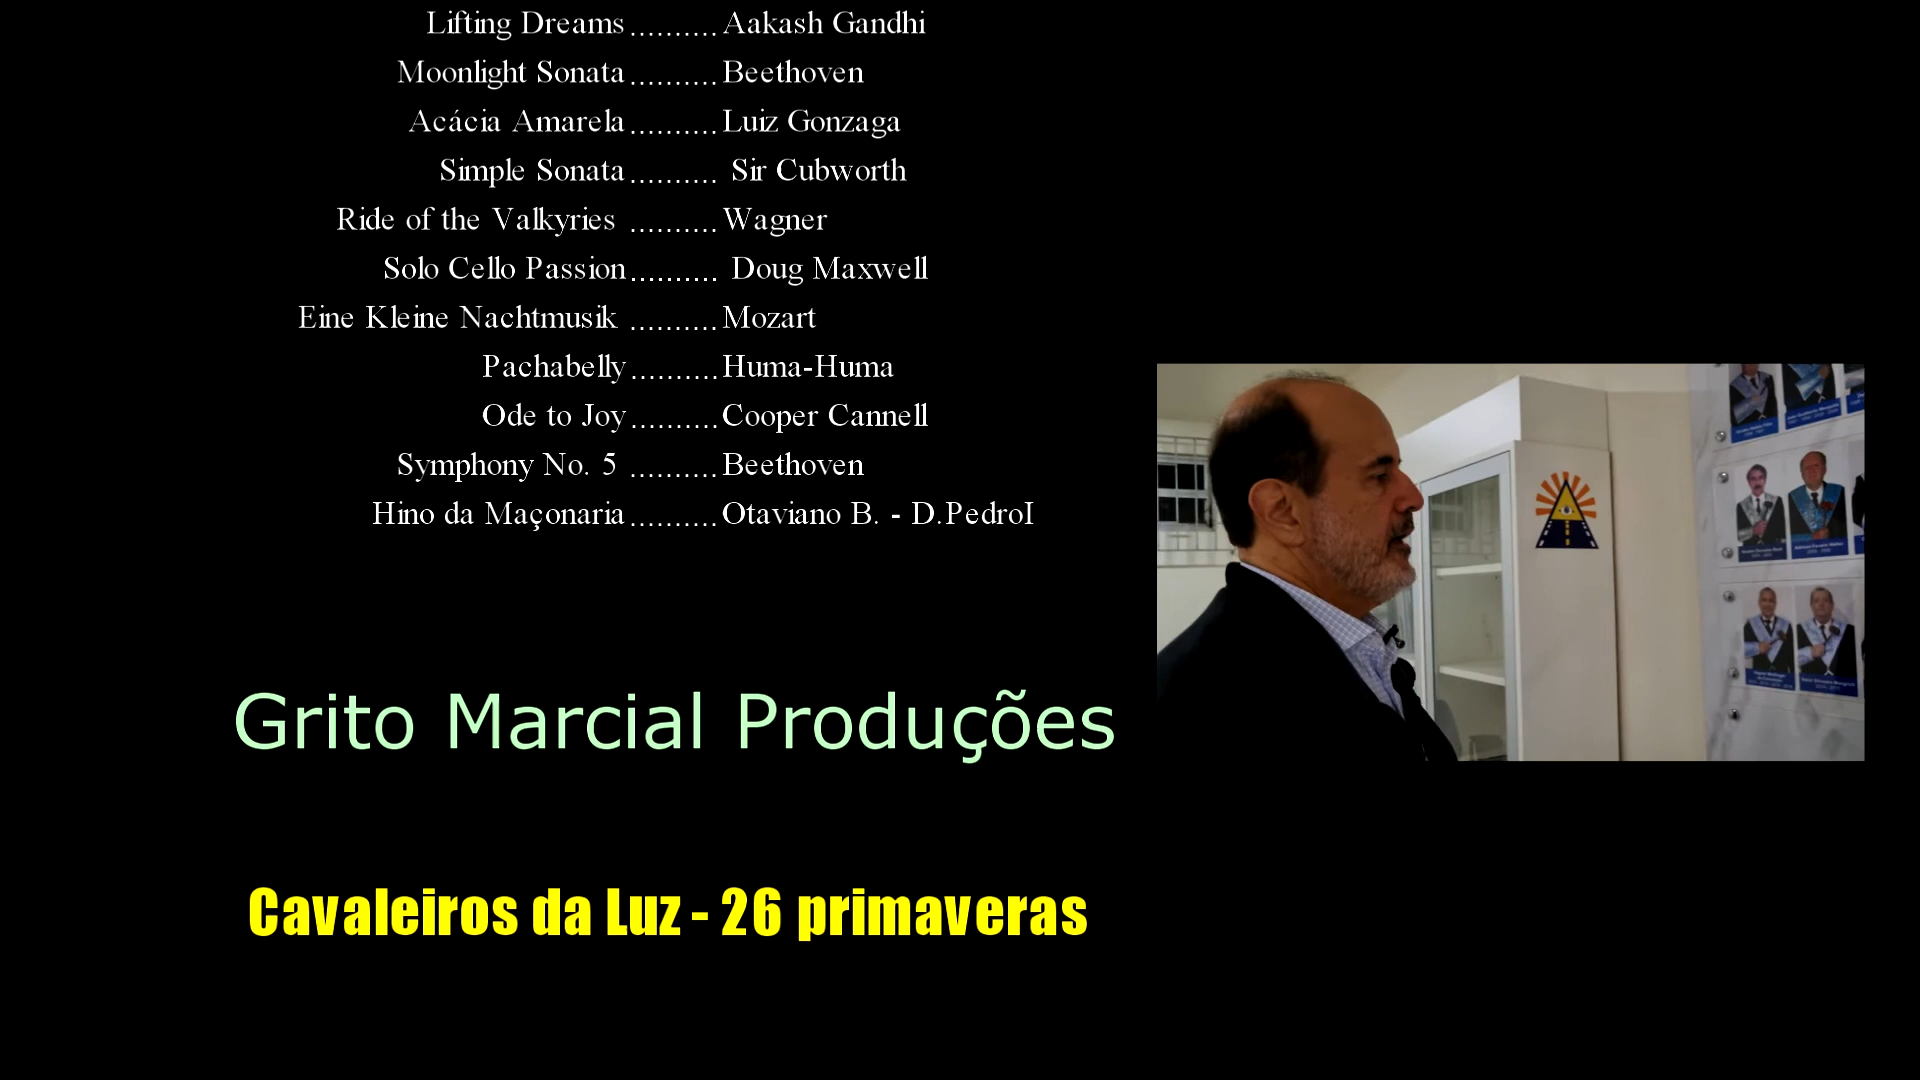 Lifting Dreams..........Aakash Gandhi
Moonlight Sonata..........Beethoven
Acácia Amarela..........Luiz Gonzaga
Simple Sonata.......... Sir Cubworth
Ride of the Valkyries ..........Wagner
Solo Cello Passion.......... Doug Maxwell
Eine Kleine Nachtmusik ..........Mozart
Pachabelly..........Huma-Huma
Ode to Joy..........Cooper Cannell
Symphony No. 5 ..........Beethoven
Hino da Maçonaria..........Otaviano B. - D.PedroI
Grito Marcial Produções
Cavaleiros da Luz - 26 primaveras